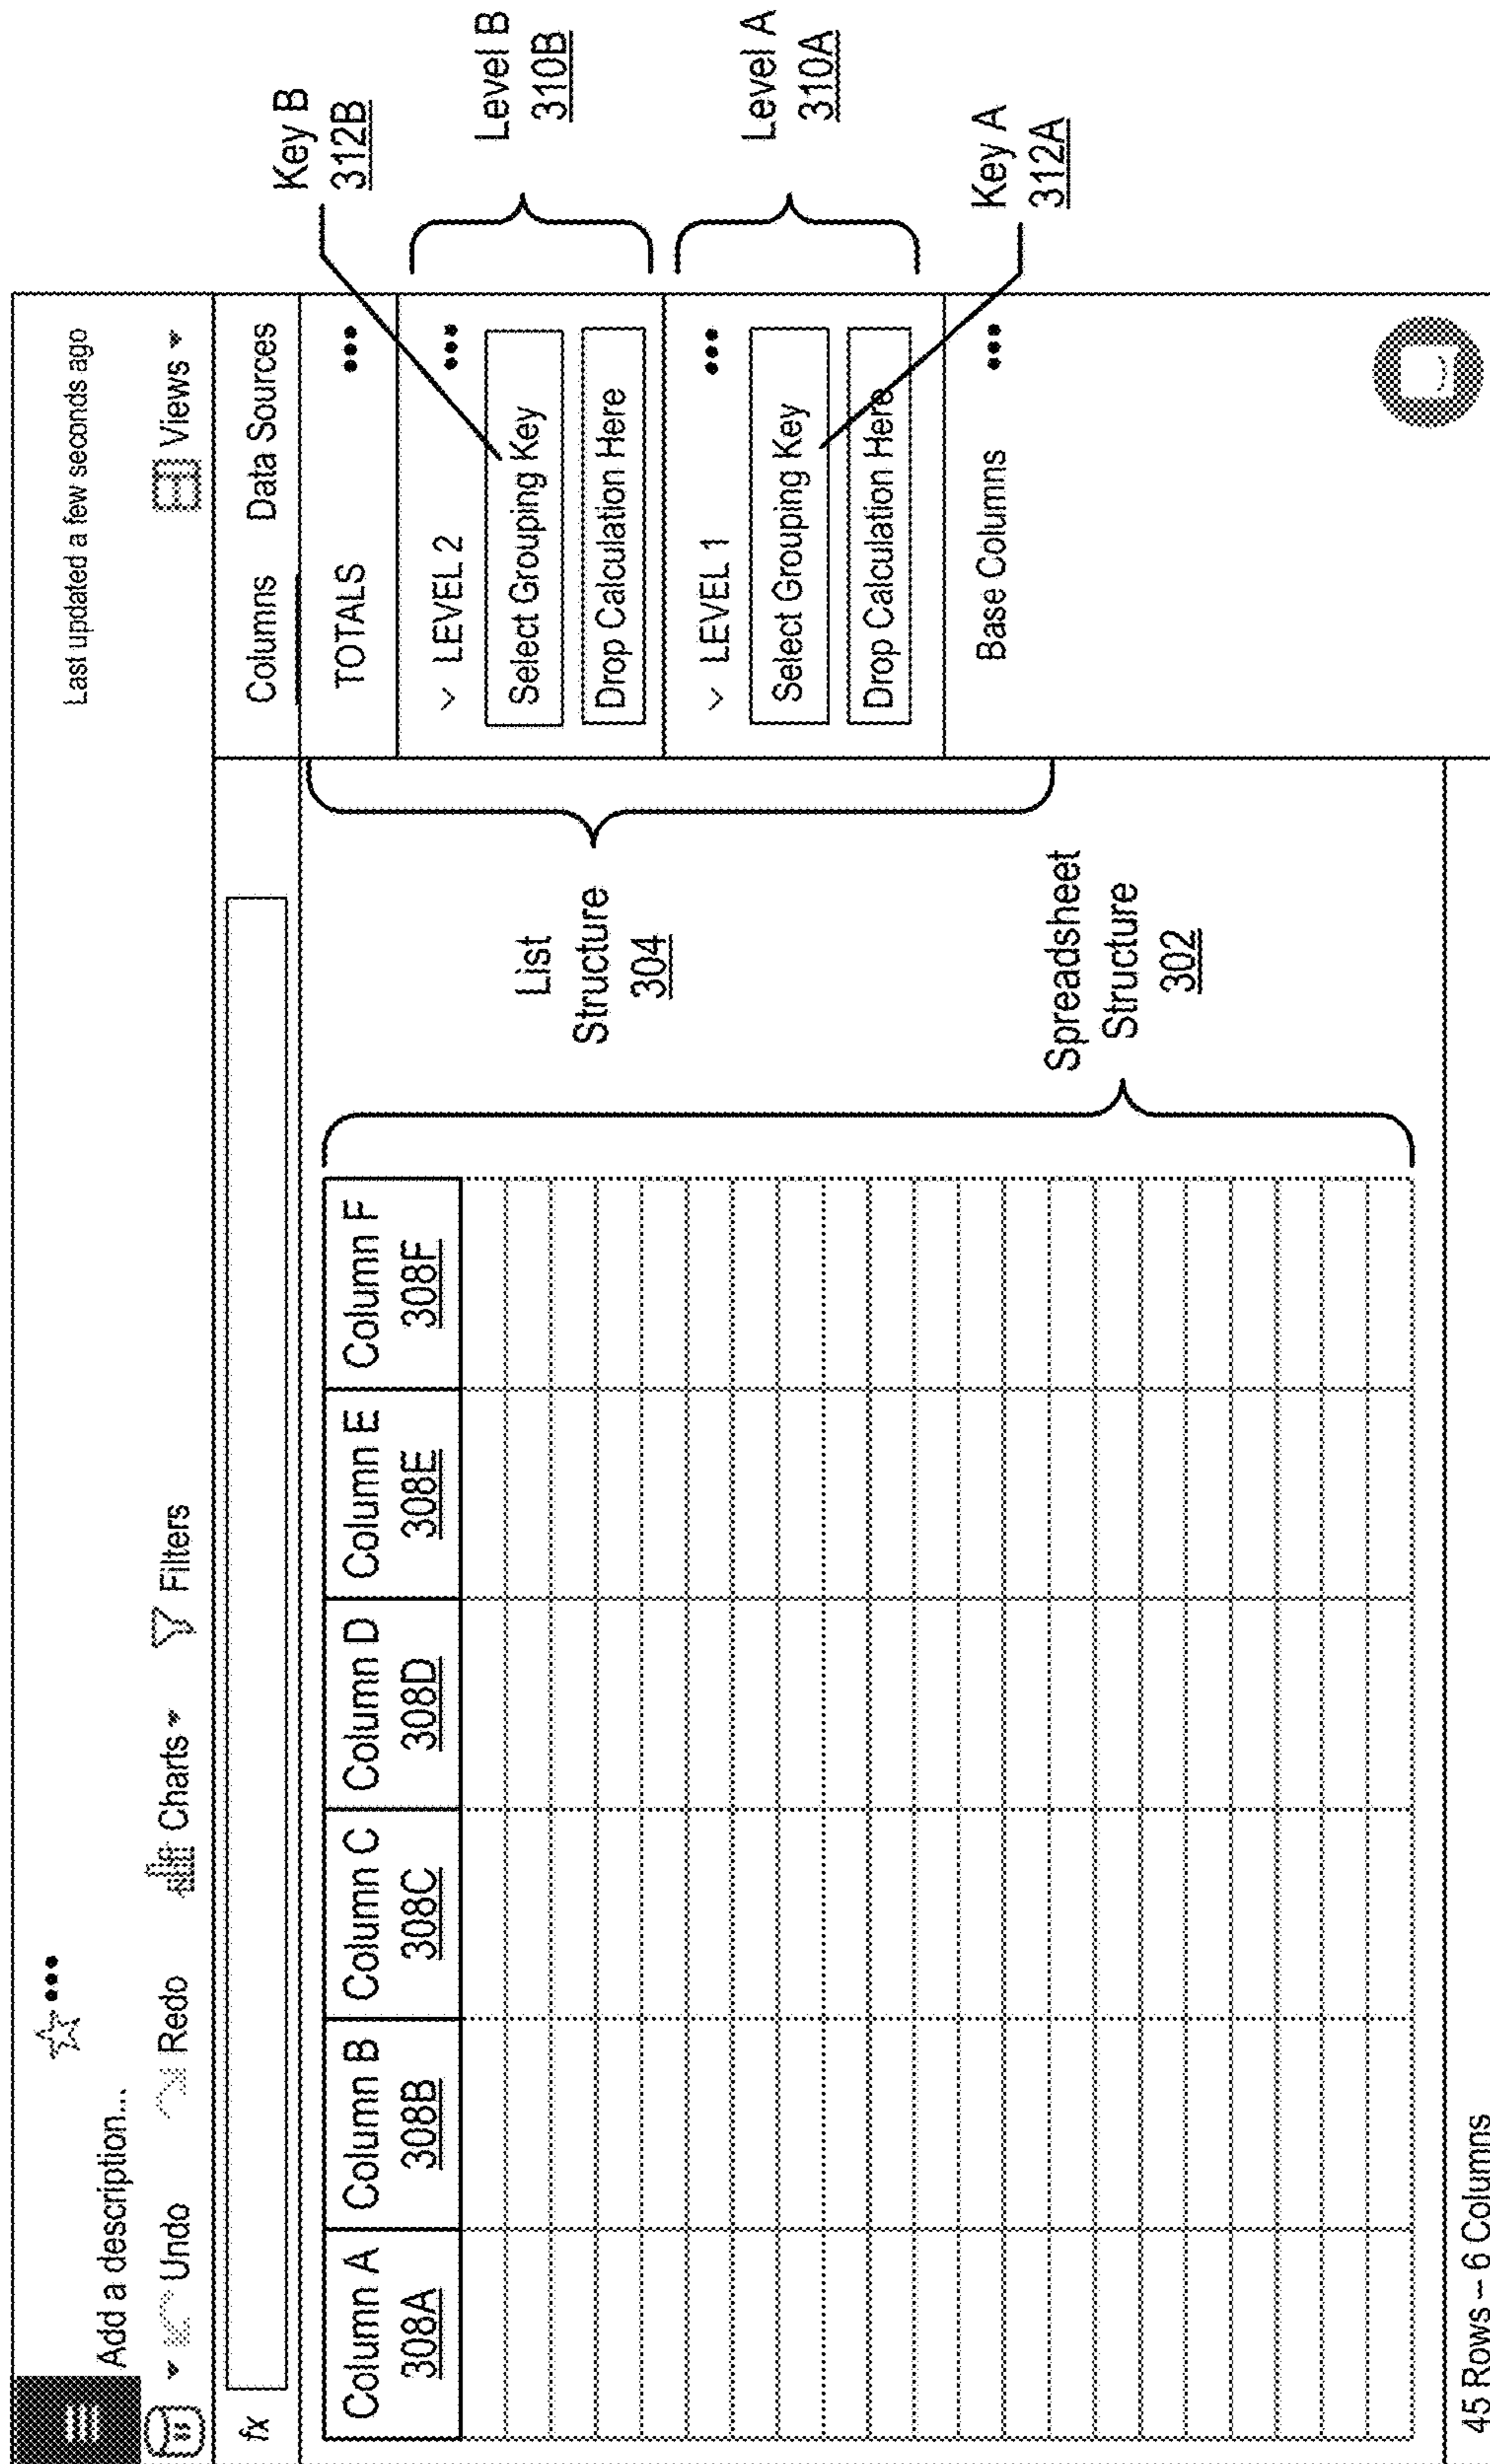 Last updated a few seconds ago
Add a description...
Undo
Redo
Charts
Filters
Views
fx
Columns
Data Sources
Column A
308A
Column B
308B
Column C
308C
Column D
308D
Column E
308E
Column F
308F
List
Structure
304
Spreadsheet
Structure
302
TOTALS
LEVEL 2
Select Grouping Key
Drop Calculation Here
LEVEL 1
Select Grouping Key
Drop Calculation Here
Base Columns
Key B
312B
Level B
310B
Level A
310A
Key A
312A
45 Rows – 6 Columns